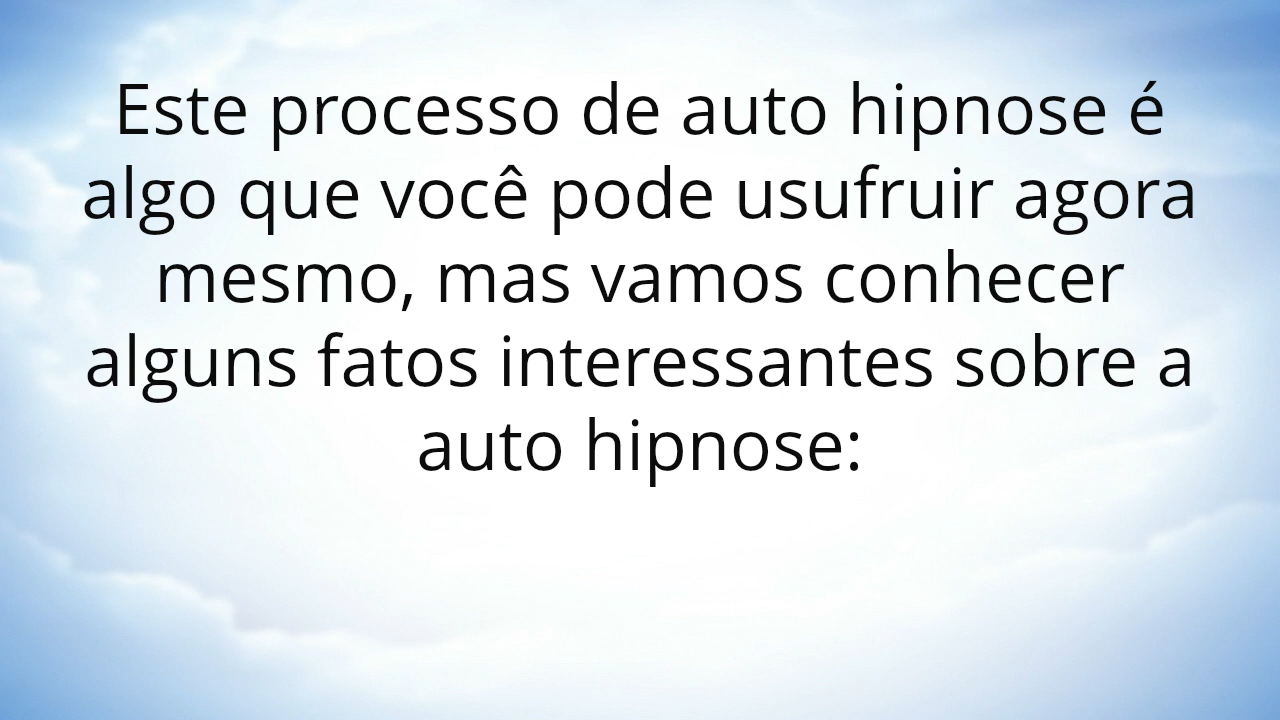 Este processo de auto hipnose é
algo que você pode usufruir agora
mesmo, mas vamos conhecer
alguns fatos interessantes sobre a
auto hipnose: